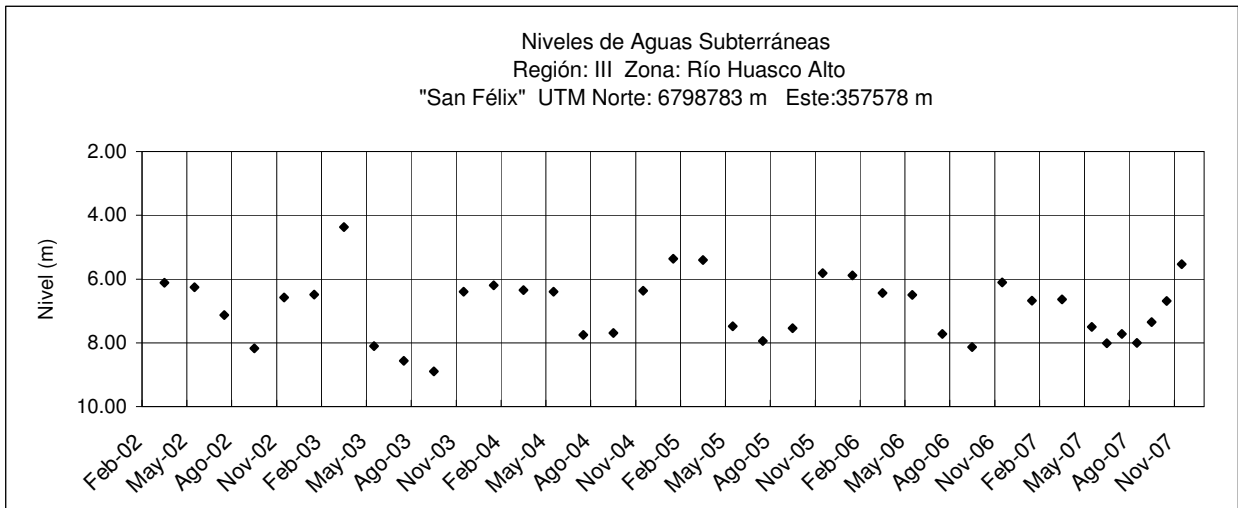 Niveles de Aguas Subterráneas
Región: III  Zona: Río Huasco Alto
"San Félix"  UTM Norte: 6798783 m   Este:357578 m
Nivel (m)
2.00
4.00
6.00
8.00
10.00
Feb-02
May-02
Ago-02
Nov-02
Feb-03
May-03
Ago-03
Nov-03
Feb-04
May-04
Ago-04
Nov-04
Feb-05
May-05
Ago-05
Nov-05
Feb-06
May-06
Ago-06
Nov-06
Feb-07
May-07
Ago-07
Nov-07